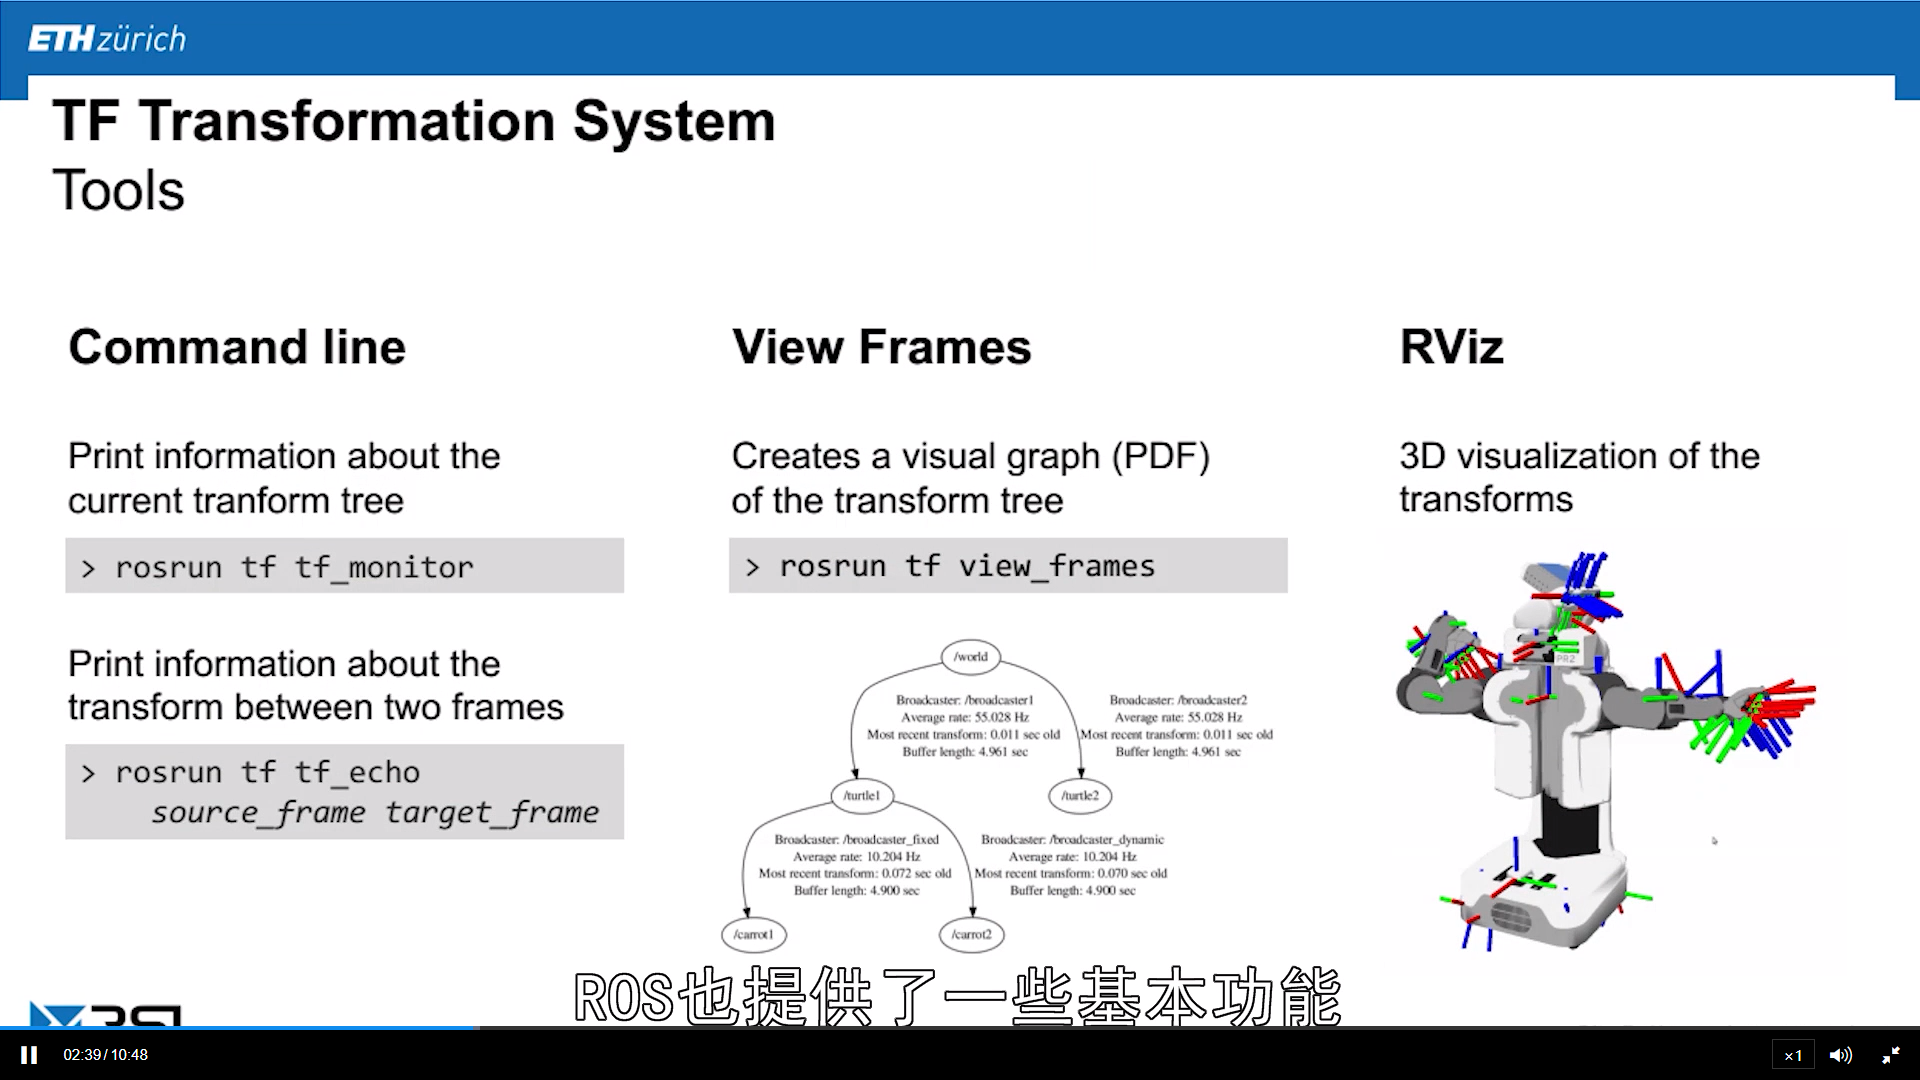 ETH zürich
TF Transformation System
Tools
Command line
Print information about the
current tranform tree
> rosrun tf tf_monitor
Print information about the
transform between two frames
> rosrun tf tf_echo
source_frame target_frame
View Frames
Creates a visual graph (PDF)
of the transform tree
> rosrun tf view_frames
/world
Broadcaster: /broadcaster1
Average rate: 55.028 Hz
Most recent transform: 0.011 sec old
Buffer length: 4.961 sec
Broadcaster: /broadcaster2
Average rate: 55.028 Hz
Most recent transform: 0.011 sec old
Buffer length: 4.961 sec
/turtle1
/turtle2
Broadcaster: /broadcaster_fixed
Average rate: 10.204 Hz
Most recent transform: 0.072 sec old
Buffer length: 4.900 sec
Broadcaster: /broadcaster_dynamic
Average rate: 10.204 Hz
Most recent transform: 0.070 sec old
Buffer length: 4.900 sec
/carrot1
/carrot2
RViz
3D visualization of the
transforms
PR2
ROS也提供了一些基本功能
02:39/10:48
×1